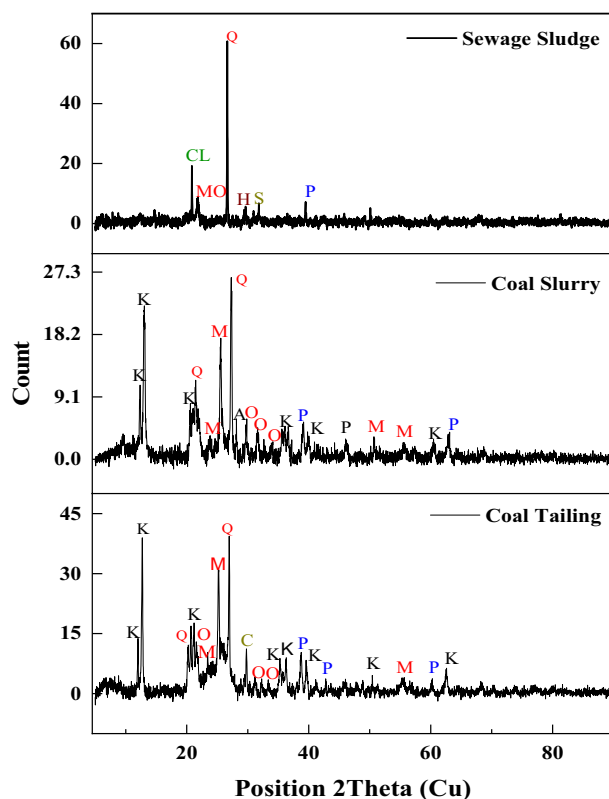 60
40
20
0
Sewage Sludge
Q
CL
MO
H
S
P
27.3
18.2
9.1
0.0
Count
Coal Slurry
K
K
K
Q
M
M
Q
A
O
O
O
K
P
K
P
M
M
K
P
45
30
15
0
Coal Tailing
K
K
Q
K
O
M
M
Q
C
O
O
K
K
P
K
P
K
M
P
K
20
40
60
80
Position 2Theta (Cu)